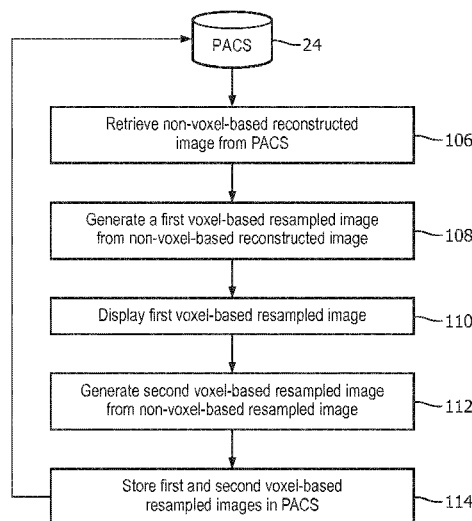 PACS
24
Retrieve non-voxel-based reconstructed
image from PACS
106
Generate a first voxel-based resampled image
from non-voxel-based reconstructed image
108
Display first voxel-based resampled image
110
Generate second voxel-based resampled image
from non-voxel-based resampled image
112
Store first and second voxel-based
resampled images in PACS
114